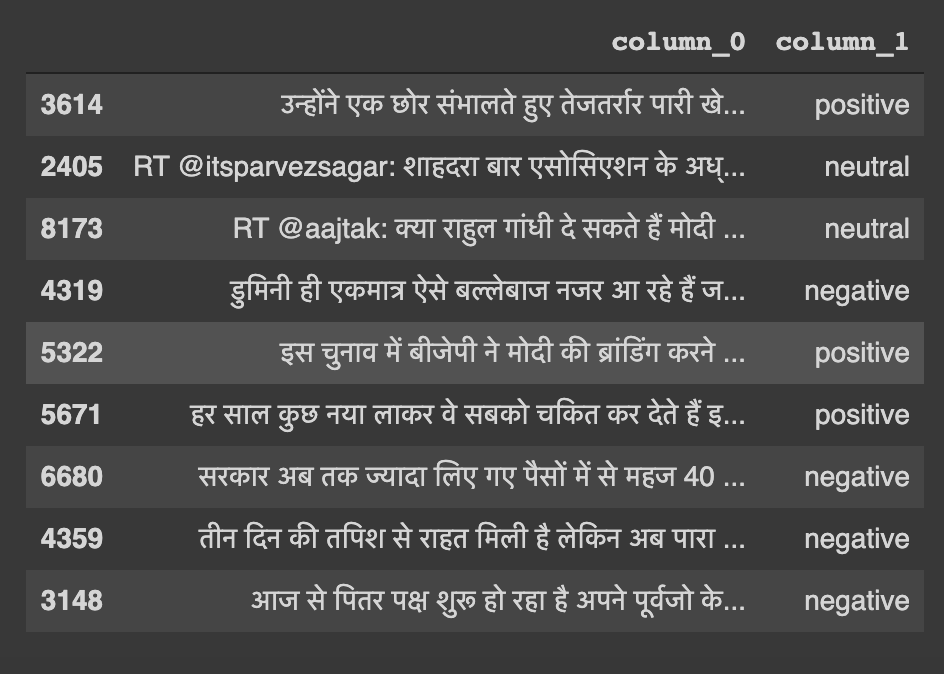 column_0 column_1
3614 उन्होंने एक छोर संभालते हुए तेजतर्रार पारी खे... positive
2405 RT @itsparvezsagar: शाहदरा बार एसोसिएशन के अध्... neutral
8173 RT @aajtak: क्या राहुल गांधी दे सकते हैं मोदी ... neutral
4319 डुमिनी ही एकमात्र ऐसे बल्लेबाज नजर आ रहे हैं ज... negative
5322 इस चुनाव में बीजेपी ने मोदी की ब्रांडिंग करने ... positive
5671 हर साल कुछ नया लाकर वे सबको चकित कर देते हैं इ... positive
6680 सरकार अब तक ज्यादा लिए गए पैसों में से महज 40 ... negative
4359 तीन दिन की तपिश से राहत मिली है लेकिन अब पारा ... negative
3148 आज से पितर पक्ष शुरू हो रहा है अपने पूर्वजो के... negative